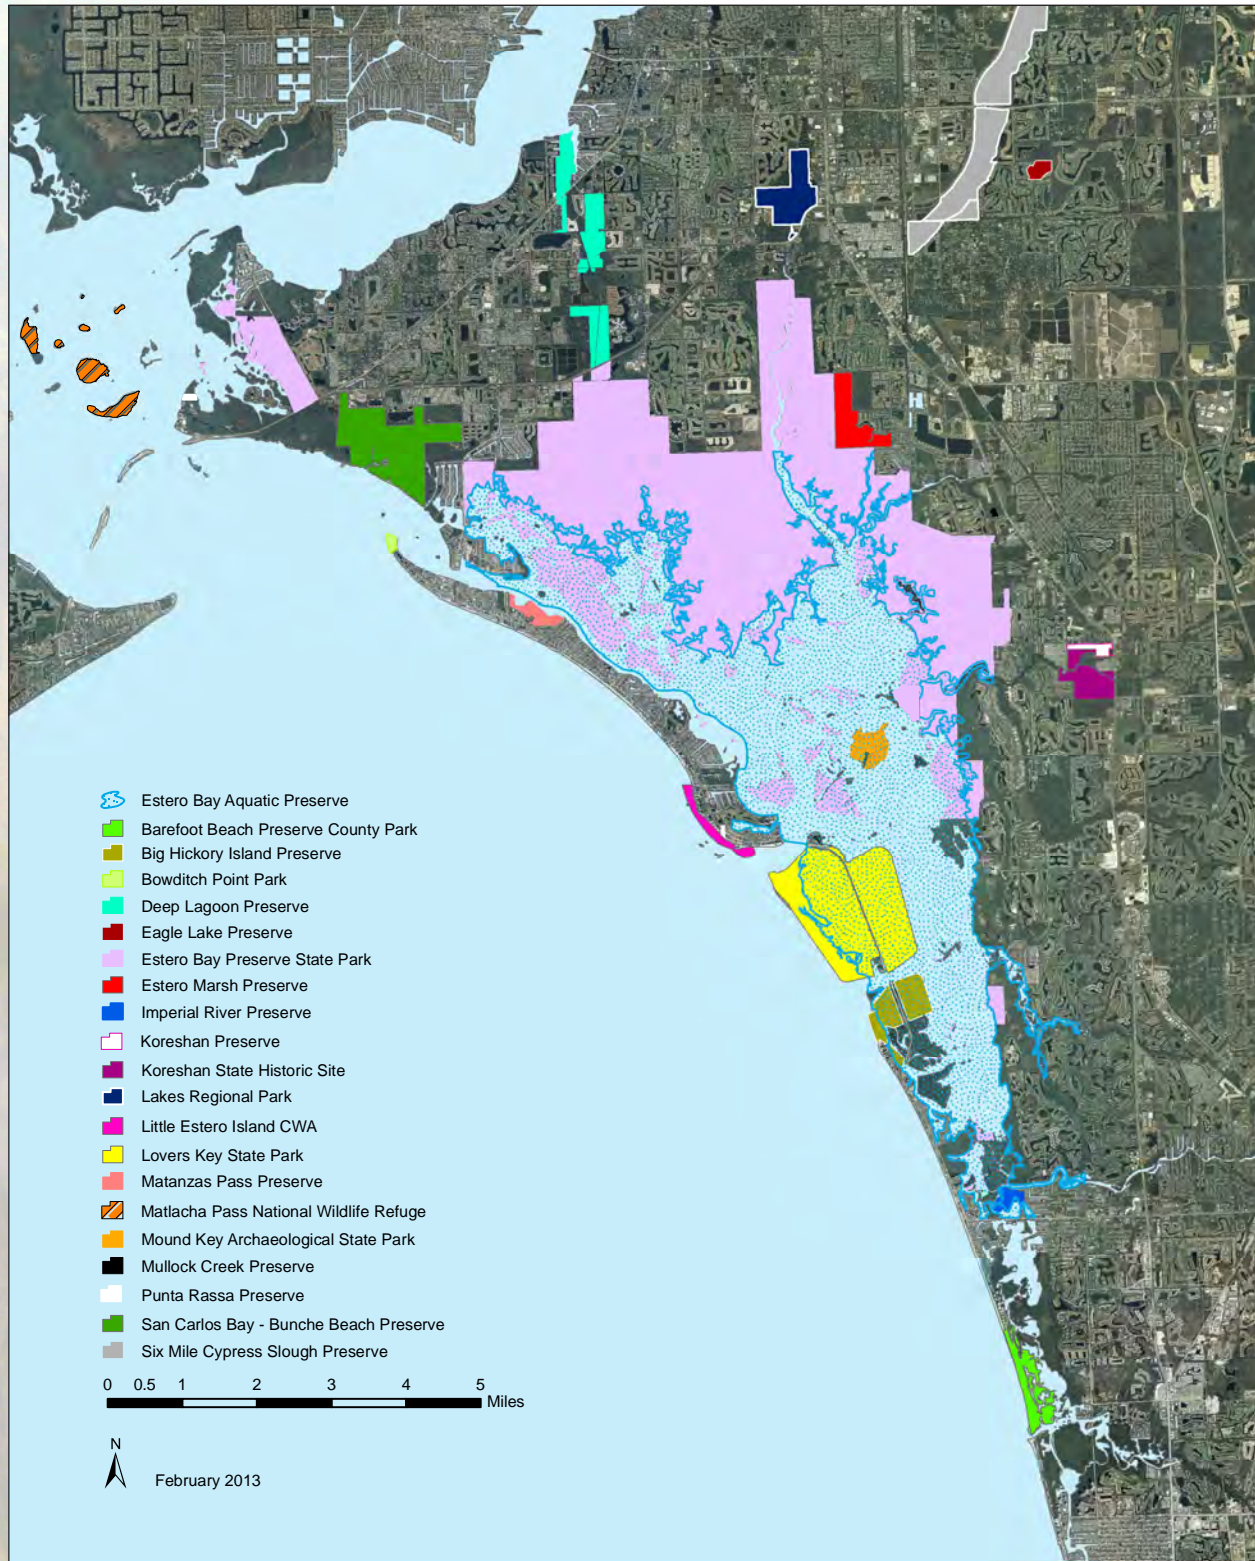 Estero Bay Aquatic Preserve
Barefoot Beach Preserve County Park
Big Hickory Island Preserve
Bowditch Point Park
Deep Lagoon Preserve
Eagle Lake Preserve
Estero Bay Preserve State Park
Estero Marsh Preserve
Imperial River Preserve
Koreshan Preserve
Koreshan State Historic Site
Lakes Regional Park
Little Estero Island CWA
Lovers Key State Park
Matanzas Pass Preserve
Matlacha Pass National Wildlife Refuge
Mound Key Archaeological State Park
Mullock Creek Preserve
Punta Rassa Preserve
San Carlos Bay - Bunche Beach Preserve
Six Mile Cypress Slough Preserve
0 0.5 1 2 3 4 5
Miles
N
February 2013